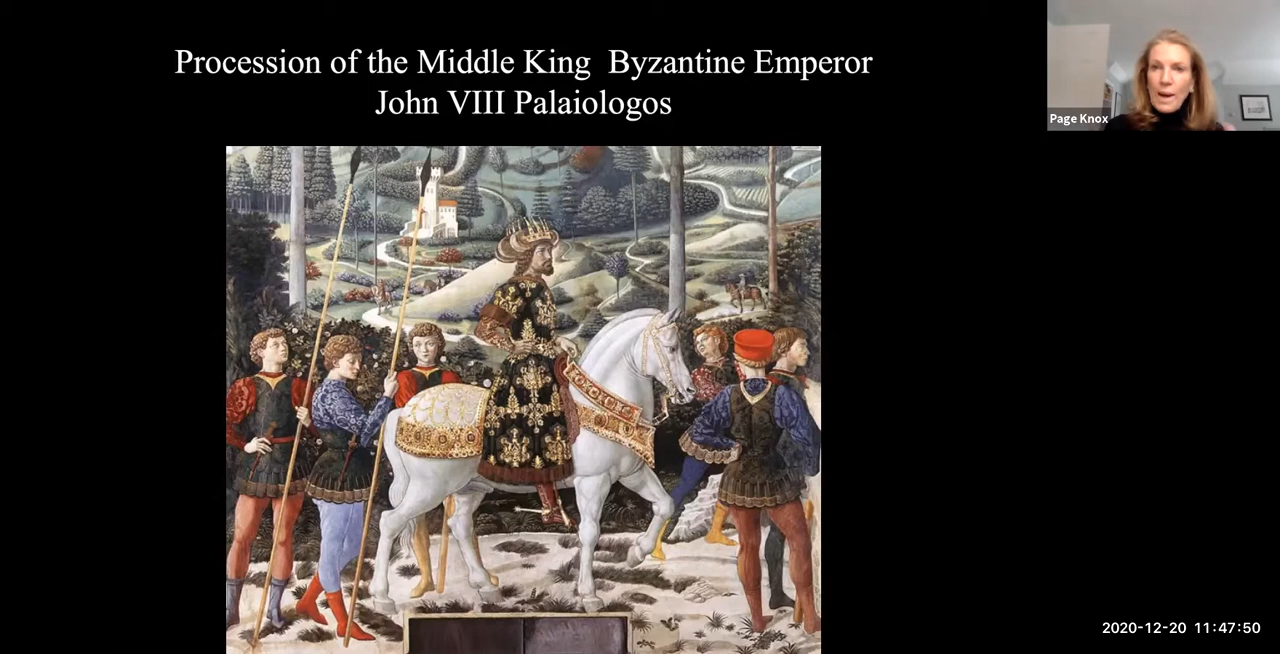 Procession of the Middle King  Byzantine Emperor
John VIII Palaiologos
Page Knox
2020-12-20 11:47:50